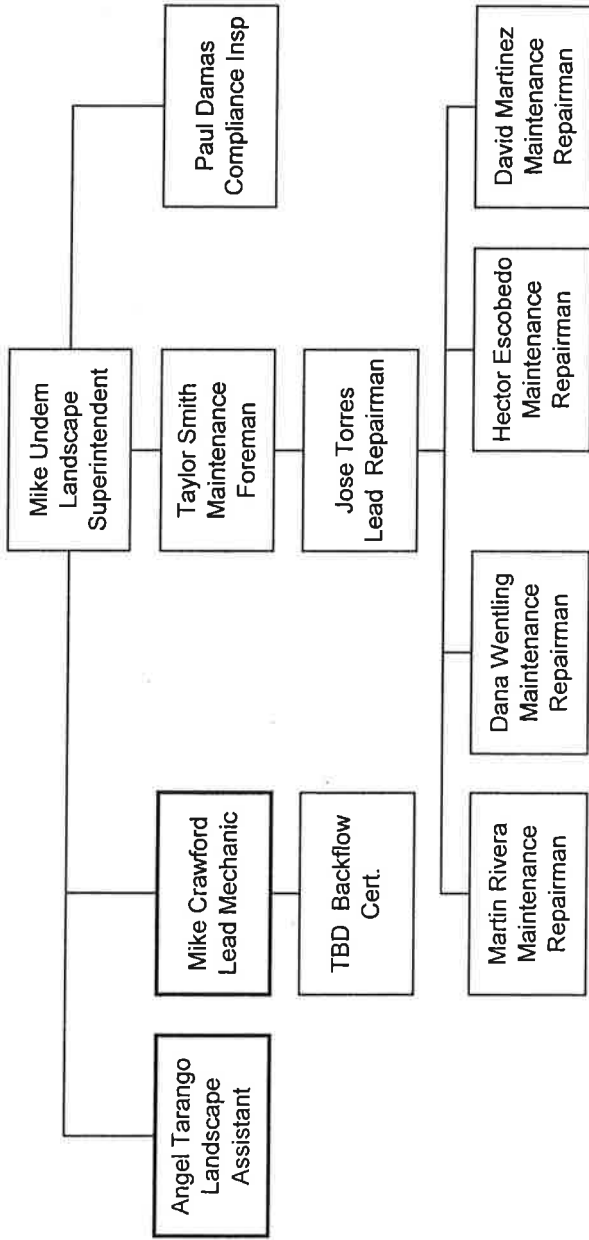 Mike Undem
Landscape
Superintendent
Angel Tarango
Landscape
Assistant
Mike Crawford
Lead Mechanic
Taylor Smith
Maintenance
Foreman
Paul Damas
Compliance Insp
TBD Backflow
Cert.
Jose Torres
Lead Repairman
Martin Rivera
Maintenance
Repairman
Dana Wentling
Maintenance
Repairman
Hector Escobedo
Maintenance
Repairman
David Martinez
Maintenance
Repairman